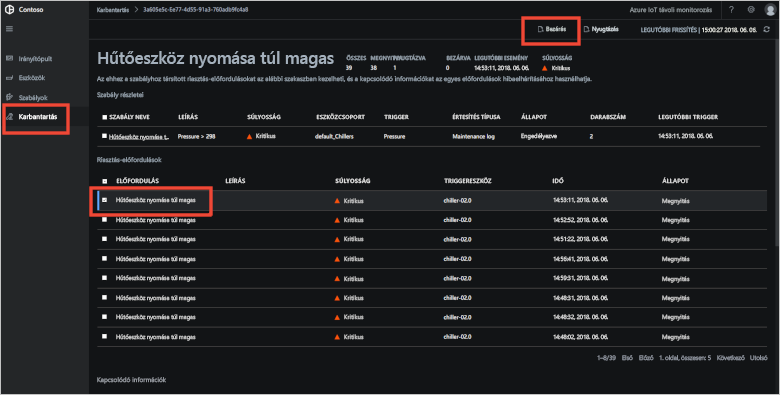 Contoso
Karbantartás > 3a605e5c-5e77-4d55-91a3-760adb9fc4a8
Azure IoT távoli monitorozás
Bezárás
Nyugtázás
LEGUTÓBBI FRISSÍTÉS | 15:00:27 2018. 06. 06.
Irányítópult
Eszközök
Szabályok
Karbantartás
Hűtőeszköz nyomása túl magas
ÖSSZES
39
38
1
BEZÁRVA
0
LEGUTÓBBI ESEMÉNY
14:53:11, 2018. 06. 06.
SÚLYOSSÁG
Kritikus
Az ehhez a szabályhoz társított riasztás-előfordulásokat az alábbi szakaszban kezelheti, és a kapcsolódó információkat az egyes előfordulások hibaelhárításához használhatja.
Szabály részletei
SZABÁLY NEVE LEÍRÁS SÚLYOSSÁG ESZKÖZCSOPORT TRIGGER ÉRTESÍTÉS TÍPUSA ÁLLAPOT DARABSZÁM LEGUTÓBBI TRIGGER
Hűtőeszköz nyomása t... Pressure > 298 Kritikus default_Chillers Pressure Maintenance log Engedélyezve 2 14:53:11, 2018. 06. 06.
Riasztás-előfordulások
ELŐFORDULÁS LEÍRÁS SÚLYOSSÁG TRIGGERESZKÖZ IDŐ ÁLLAPOT
Hűtőeszköz nyomása túl magas Kritikus chiller-02.0 14:53:11, 2018. 06. 06. Megnyitás
Hűtőeszköz nyomása túl magas Kritikus chiller-02.0 14:52:52, 2018. 06. 06. Megnyitás
Hűtőeszköz nyomása túl magas Kritikus chiller-02.0 14:51:22, 2018. 06. 06. Megnyitás
Hűtőeszköz nyomása túl magas Kritikus chiller-02.0 14:56:41, 2018. 06. 06. Megnyitás
Hűtőeszköz nyomása túl magas Kritikus chiller-02.0 14:59:31, 2018. 06. 06. Megnyitás
Hűtőeszköz nyomása túl magas Kritikus chiller-02.0 14:48:31, 2018. 06. 06. Megnyitás
Hűtőeszköz nyomása túl magas Kritikus chiller-02.0 14:48:32, 2018. 06. 06. Megnyitás
Hűtőeszköz nyomása túl magas Kritikus chiller-02.0 14:48:02, 2018. 06. 06. Megnyitás
1–8/39 Első Előző 1. oldal, összesen: 5 Következő Utolsó
Kapcsolódó információk